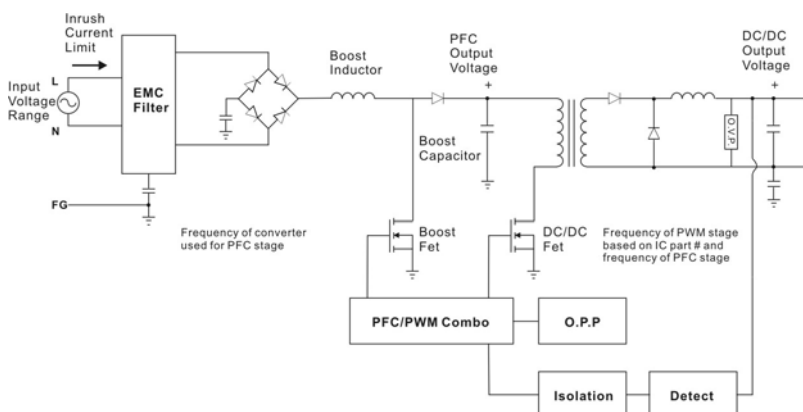 Inrush
Current
Limit
L
Input
Voltage
Range
N
EMC
Filter
FG
Boost
Inductor
PFC
Output
Voltage
+
DC/DC
Output
Voltage
+
O.V.P.
Boost
Capacitor
Frequency of converter
used for PFC stage
Boost
Fet
DC/DC
Fet
Frequency of PWM stage
based on IC part # and
frequency of PFC stage
PFC/PWM Combo
O.P.P
Isolation
Detect